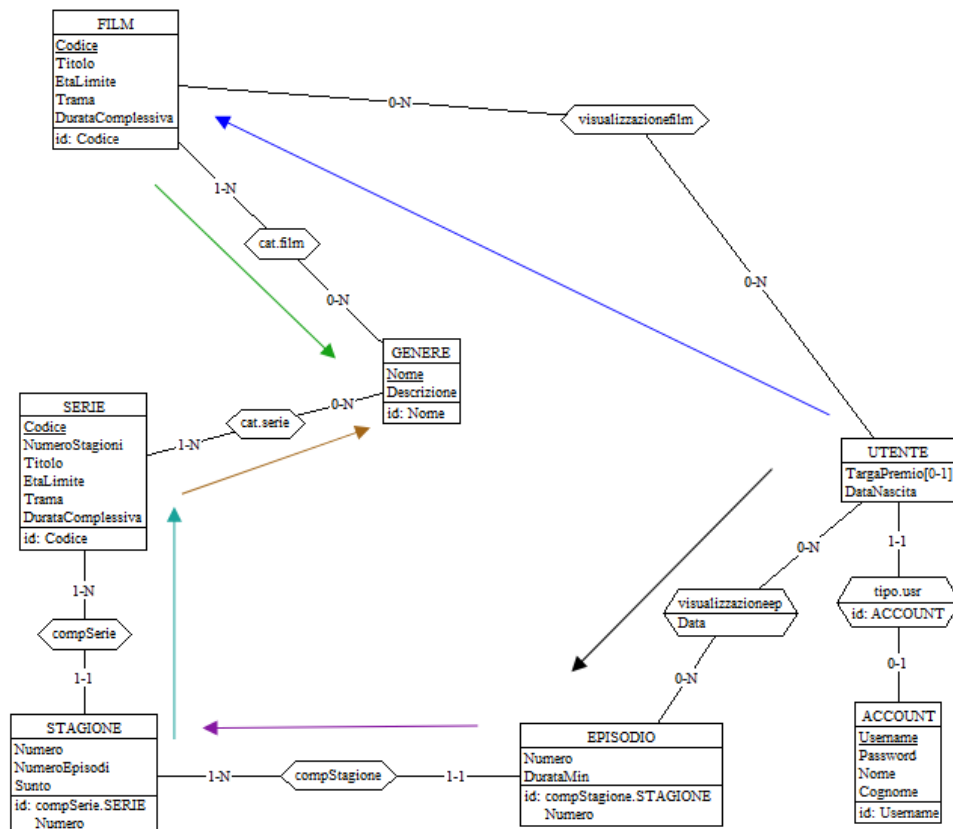 FILM
Codice
Titolo
EtaLimite
Trama
DurataComplessiva
id: Codice
0-N
visualizzazionefilm
0-N
1-N
cat.film
0-N
GENERE
Nome
Descrizione
id: Nome
0-N
cat.serie
1-N
SERIE
Codice
NumeroStagioni
Titolo
EtaLimite
Trama
DurataComplessiva
id: Codice
1-N
compSerie
1-1
STAGIONE
Numero
NumeroEpisodi
Sunto
id: compSerie.SERIE
Numero
1-N
compStagione
1-1
EPISODIO
Numero
DurataMin
id: compStagione.STAGIONE
Numero
0-N
visualizzazioneep
Data
0-N
UTENTE
TargaPremio[0-1]
DataNascita
1-1
tipo.usr
id: ACCOUNT
0-1
ACCOUNT
Username
Password
Nome
Cognome
id: Username